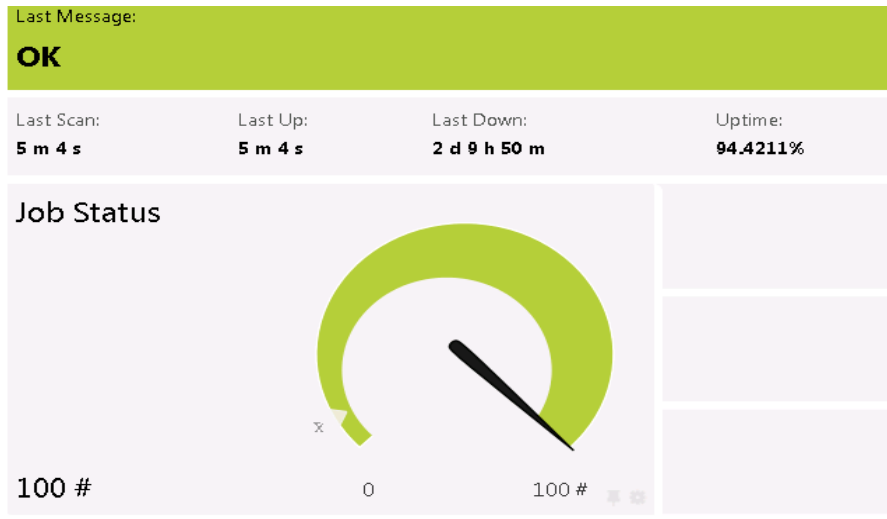 Last Message:
OK
Last Scan: Last Up: Last Down: Uptime:
5 m 4 s 5 m 4 s 2 d 9 h 50 m 94.4211%
Job Status
x̄
100 # 0 100 #